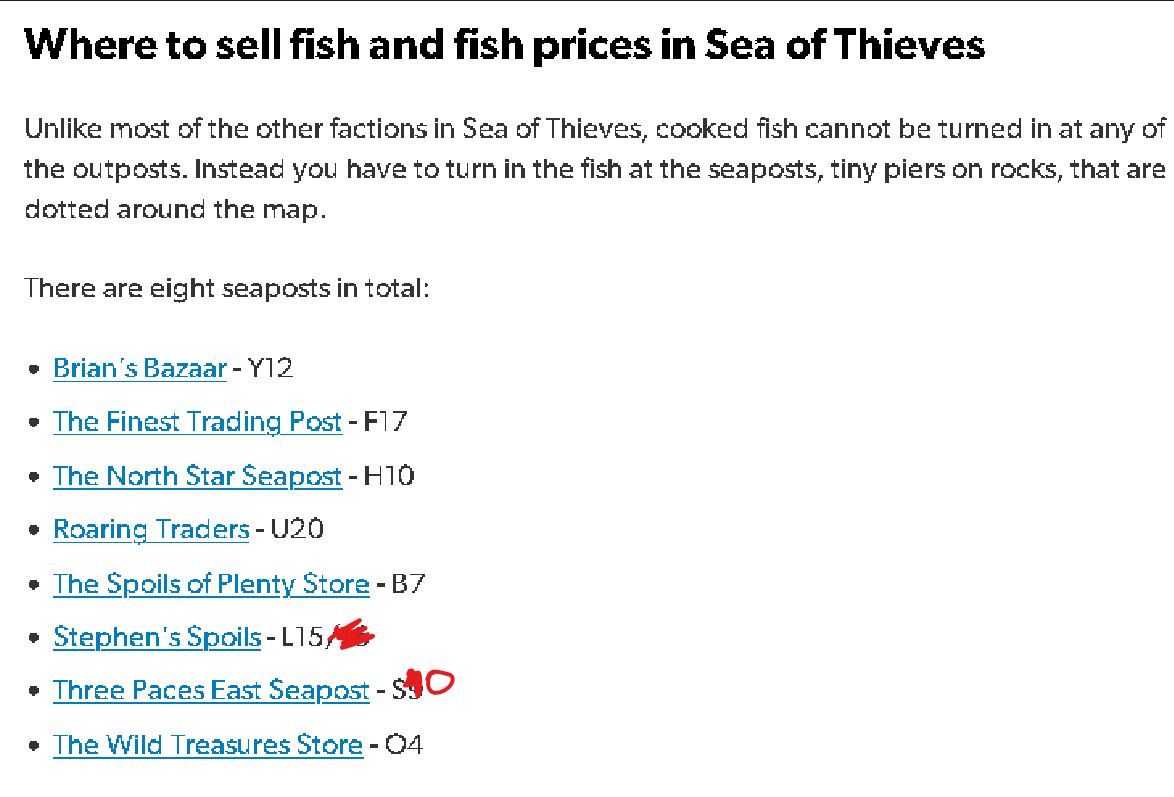 Where to sell fish and fish prices in Sea of Thieves
Unlike most of the other factions in Sea of Thieves, cooked fish cannot be turned in at any of
the outposts. Instead you have to turn in the fish at the seaposts, tiny piers on rocks, that are
dotted around the map.
There are eight seaposts in total:
• Brian's Bazaar - Y12
• The Finest Trading Post - F17
• The North Star Seapost - H10
• Roaring Traders - U20
• The Spoils of Plenty Store - B7
• Stephen's Spoils - L15/
• Three Paces East Seapost -
• The Wild Treasures Store - O4